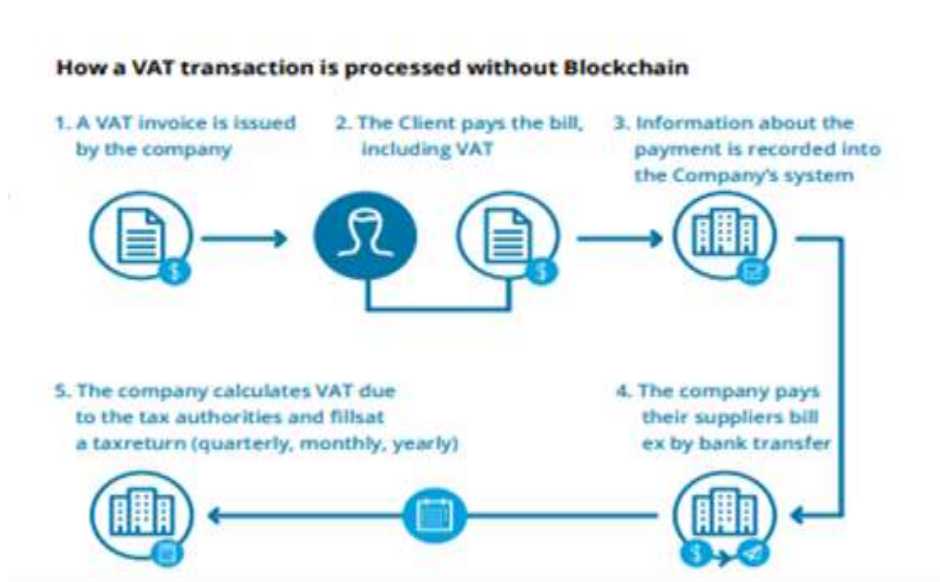 How a VAT transaction is processed without Blockchain
1. A VAT invoice is issued
by the company
2. The Client pays the bill,
including VAT
3. Information about the
payment is recorded into
the Company's system
$
$
5. The company calculates VAT due
to the tax authorities and fillsat
a taxreturn (quarterly, monthly, yearly)
4. The company pays
their suppliers bill
ex by bank transfer
$